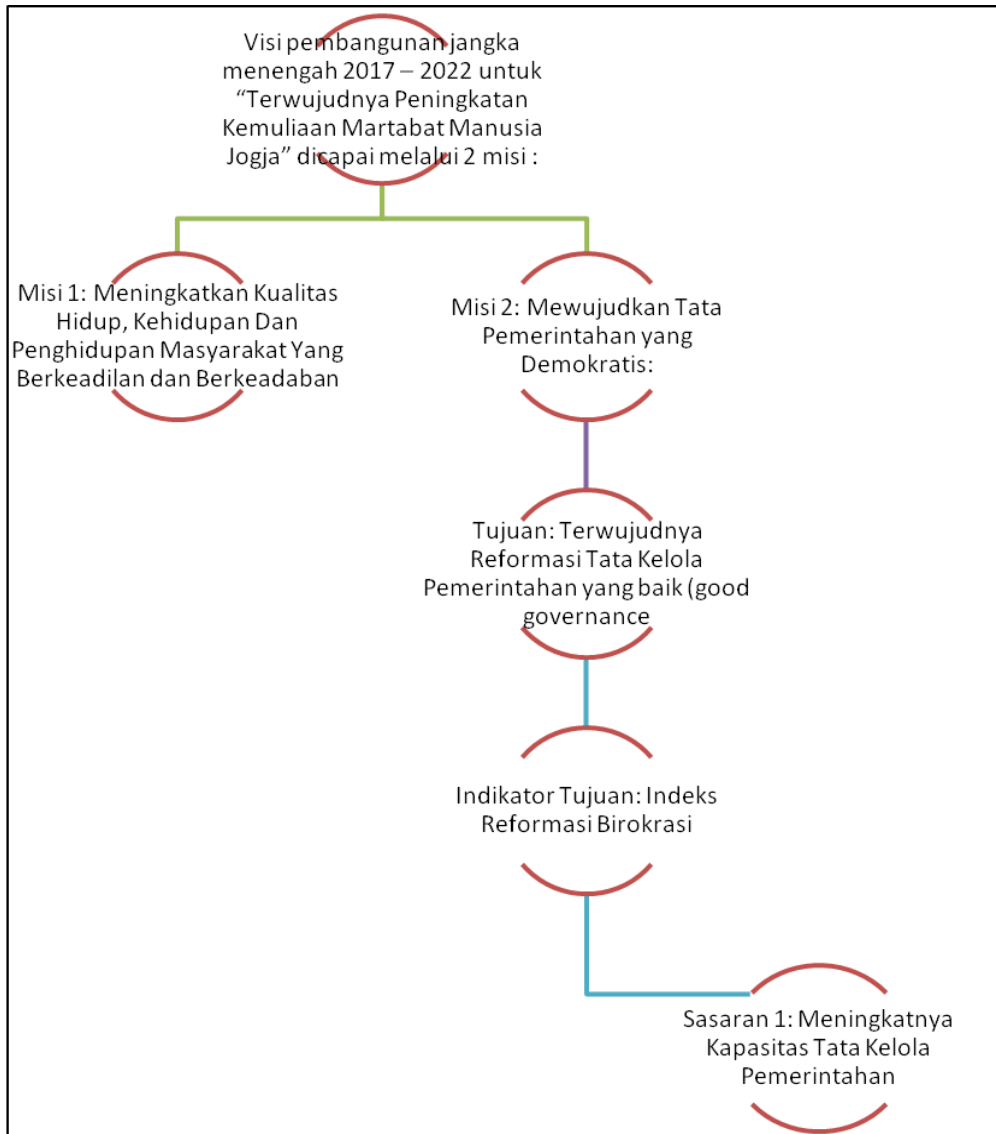 Visi pembangunan jangka
menengah 2017 – 2022 untuk
“Terwujudnya Peningkatan
Kemuliaan Martabat Manusia
Jogja” dicapai melalui 2 misi :
Misi 1: Meningkatkan Kualitas
Hidup, Kehidupan Dan
Penghidupan Masyarakat Yang
Berkeadilan dan Berkeadaban
Misi 2: Mewujudkan Tata
Pemerintahan yang
Demokratis:
Tujuan: Terwujudnya
Reformasi Tata Kelola
Pemerintahan yang baik (good
governance
Indikator Tujuan: Indeks
Reformasi Birokrasi
Sasaran 1: Meningkatnya
Kapasitas Tata Kelola
Pemerintahan